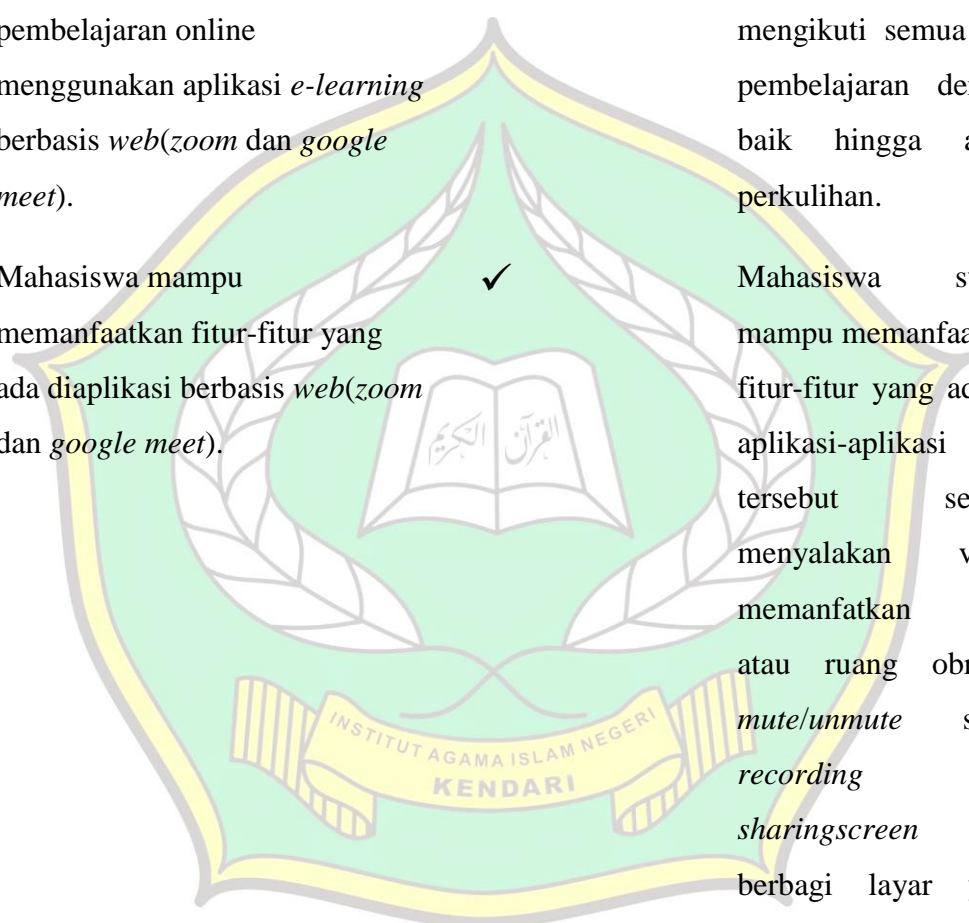 pembelajaran online
menggunakan aplikasi e-learning
berbasis web(zoom dan google
meet).
Mahasiswa mampu
memanfaatkan fitur-fitur yang
ada diaplikasi berbasis web(zoom
dan google meet).
✓
mengikuti semua
pembelajaran
baik hingga
perkulihan.
Mahasiswa
mampu
fitur-fitur yang
aplikasi-aplikasi
tersebut
menyalakan
memanfatkan
atau ruang
mute/unmute
recording
sharingscreen
berbagi layar
القرآن الكريم
INSTITUT AGAMA ISLAM NEGERI
KENDARI